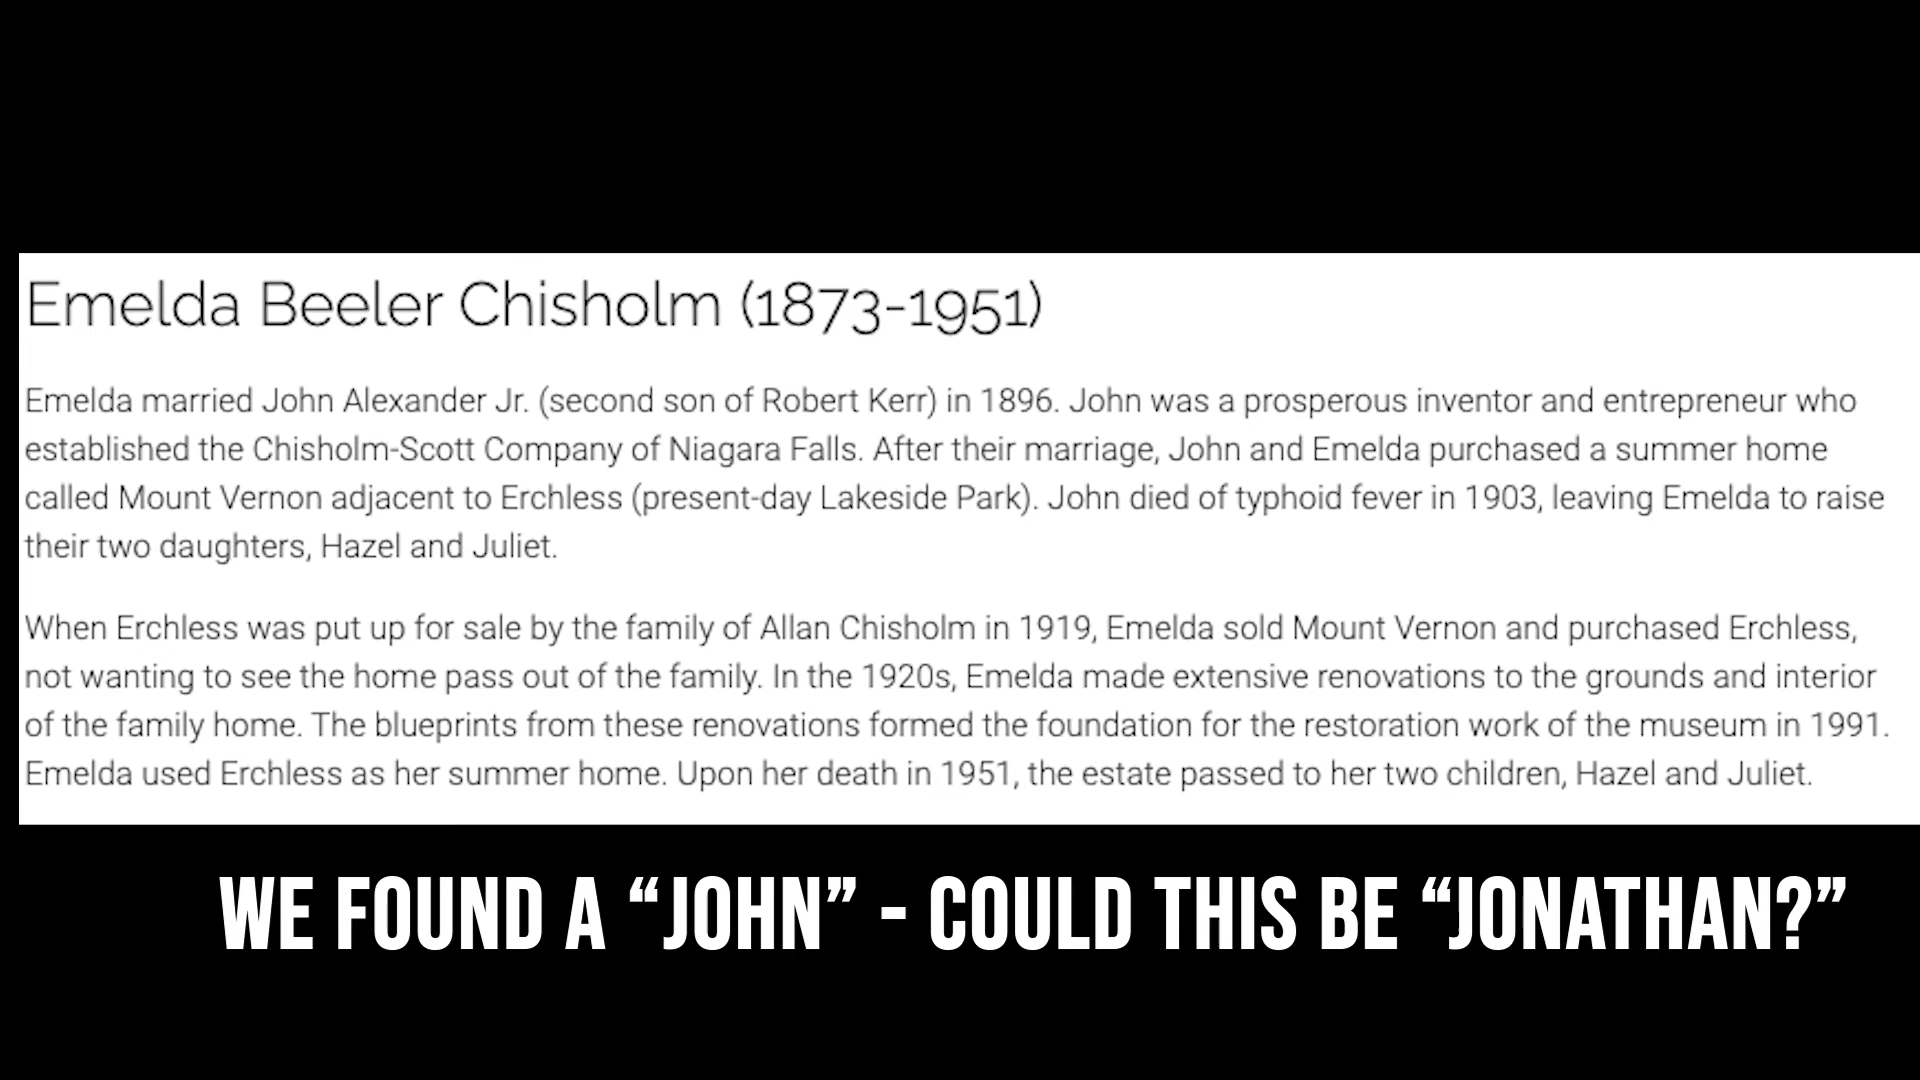 Emelda Beeler Chisholm (1873-1951)
Emelda married John Alexander Jr. (second son of Robert Kerr) in 1896. John was a prosperous inventor and entrepreneur who
established the Chisholm-Scott Company of Niagara Falls. After their marriage, John and Emelda purchased a summer home
called Mount Vernon adjacent to Erchless (present-day Lakeside Park). John died of typhoid fever in 1903, leaving Emelda to raise
their two daughters, Hazel and Juliet.
When Erchless was put up for sale by the family of Allan Chisholm in 1919, Emelda sold Mount Vernon and purchased Erchless,
not wanting to see the home pass out of the family. In the 1920s, Emelda made extensive renovations to the grounds and interior
of the family home. The blueprints from these renovations formed the foundation for the restoration work of the museum in 1991.
Emelda used Erchless as her summer home. Upon her death in 1951, the estate passed to her two children, Hazel and Juliet.
WE FOUND A “JOHN” - COULD THIS BE “JONATHAN?”